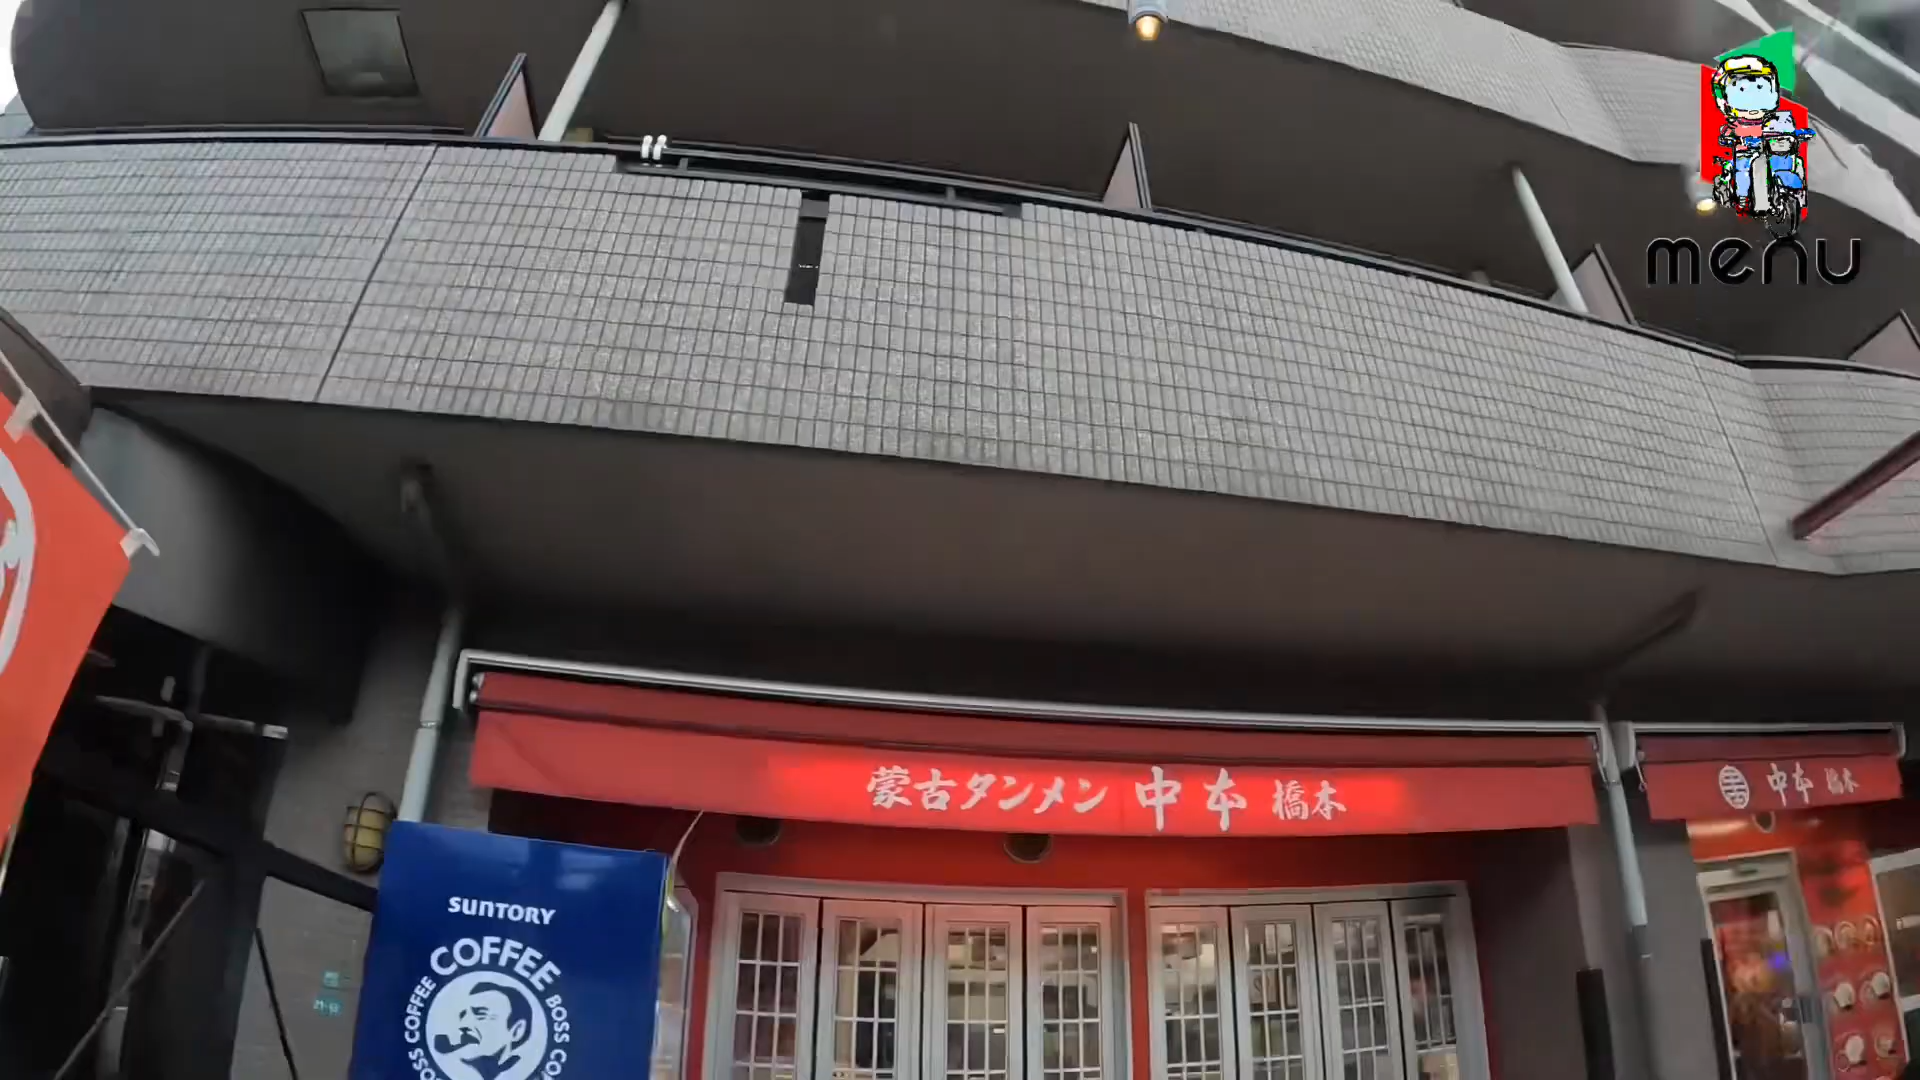 menu
蒙古タンメン 中本 橋本
中本 橋本
SUNTORY
COFFEE
BOSS COFFEE
BOSS